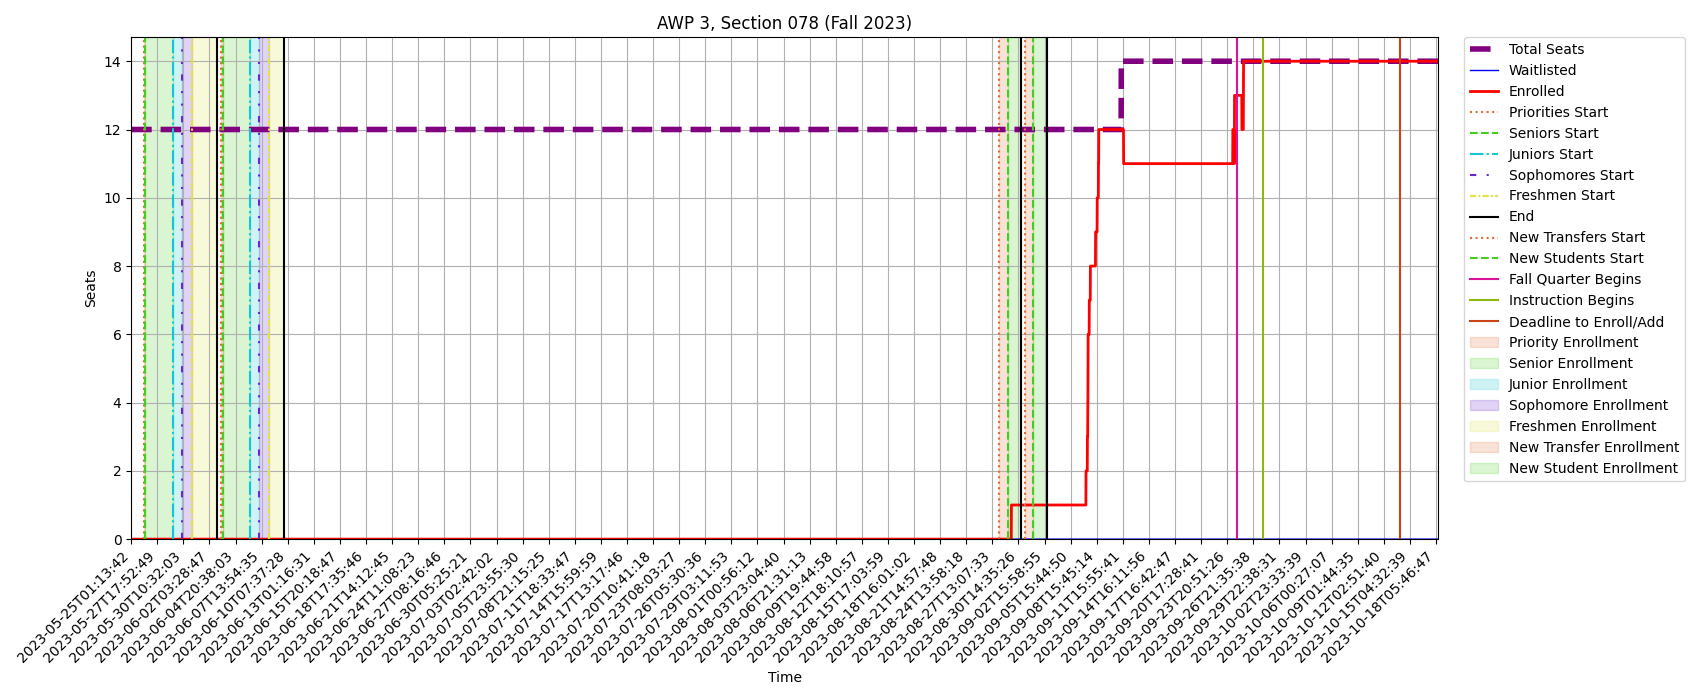 AWP 3, Section 078 (Fall 2023)
Seats
14
12
10
8
6
4
2
0
2023-05-25T01:13:42
2023-05-27T17:52:49
2023-05-30T10:32:03
2023-06-02T03:28:47
2023-06-04T20:38:03
2023-06-07T13:54:35
2023-06-10T07:37:28
2023-06-13T01:16:31
2023-06-15T20:18:47
2023-06-18T17:35:46
2023-06-21T14:12:45
2023-06-24T11:08:23
2023-06-27T08:16:46
2023-06-30T05:25:21
2023-07-03T02:42:02
2023-07-05T23:55:30
2023-07-08T21:15:25
2023-07-11T18:33:47
2023-07-14T15:59:59
2023-07-17T13:17:46
2023-07-20T10:41:18
2023-07-23T08:03:27
2023-07-26T05:30:36
2023-07-29T03:11:53
2023-08-01T00:56:12
2023-08-03T23:04:40
2023-08-06T21:31:13
2023-08-09T19:44:58
2023-08-12T18:10:57
2023-08-15T17:03:59
2023-08-18T16:01:02
2023-08-21T14:57:48
2023-08-24T13:58:18
2023-08-27T13:07:33
2023-08-30T14:35:26
2023-09-02T15:58:55
2023-09-05T15:44:50
2023-09-08T15:45:14
2023-09-11T15:55:41
2023-09-14T16:11:56
2023-09-17T16:42:47
2023-09-20T17:28:41
2023-09-23T20:51:26
2023-09-26T21:35:38
2023-09-29T22:38:31
2023-10-02T23:33:39
2023-10-06T00:27:07
2023-10-09T01:44:35
2023-10-12T02:51:40
2023-10-15T04:32:39
2023-10-18T05:46:47
Time
Total Seats
Waitlisted
Enrolled
Priorities Start
Seniors Start
Juniors Start
Sophomores Start
Freshmen Start
End
New Transfers Start
New Students Start
Fall Quarter Begins
Instruction Begins
Deadline to Enroll/Add
Priority Enrollment
Senior Enrollment
Junior Enrollment
Sophomore Enrollment
Freshmen Enrollment
New Transfer Enrollment
New Student Enrollment